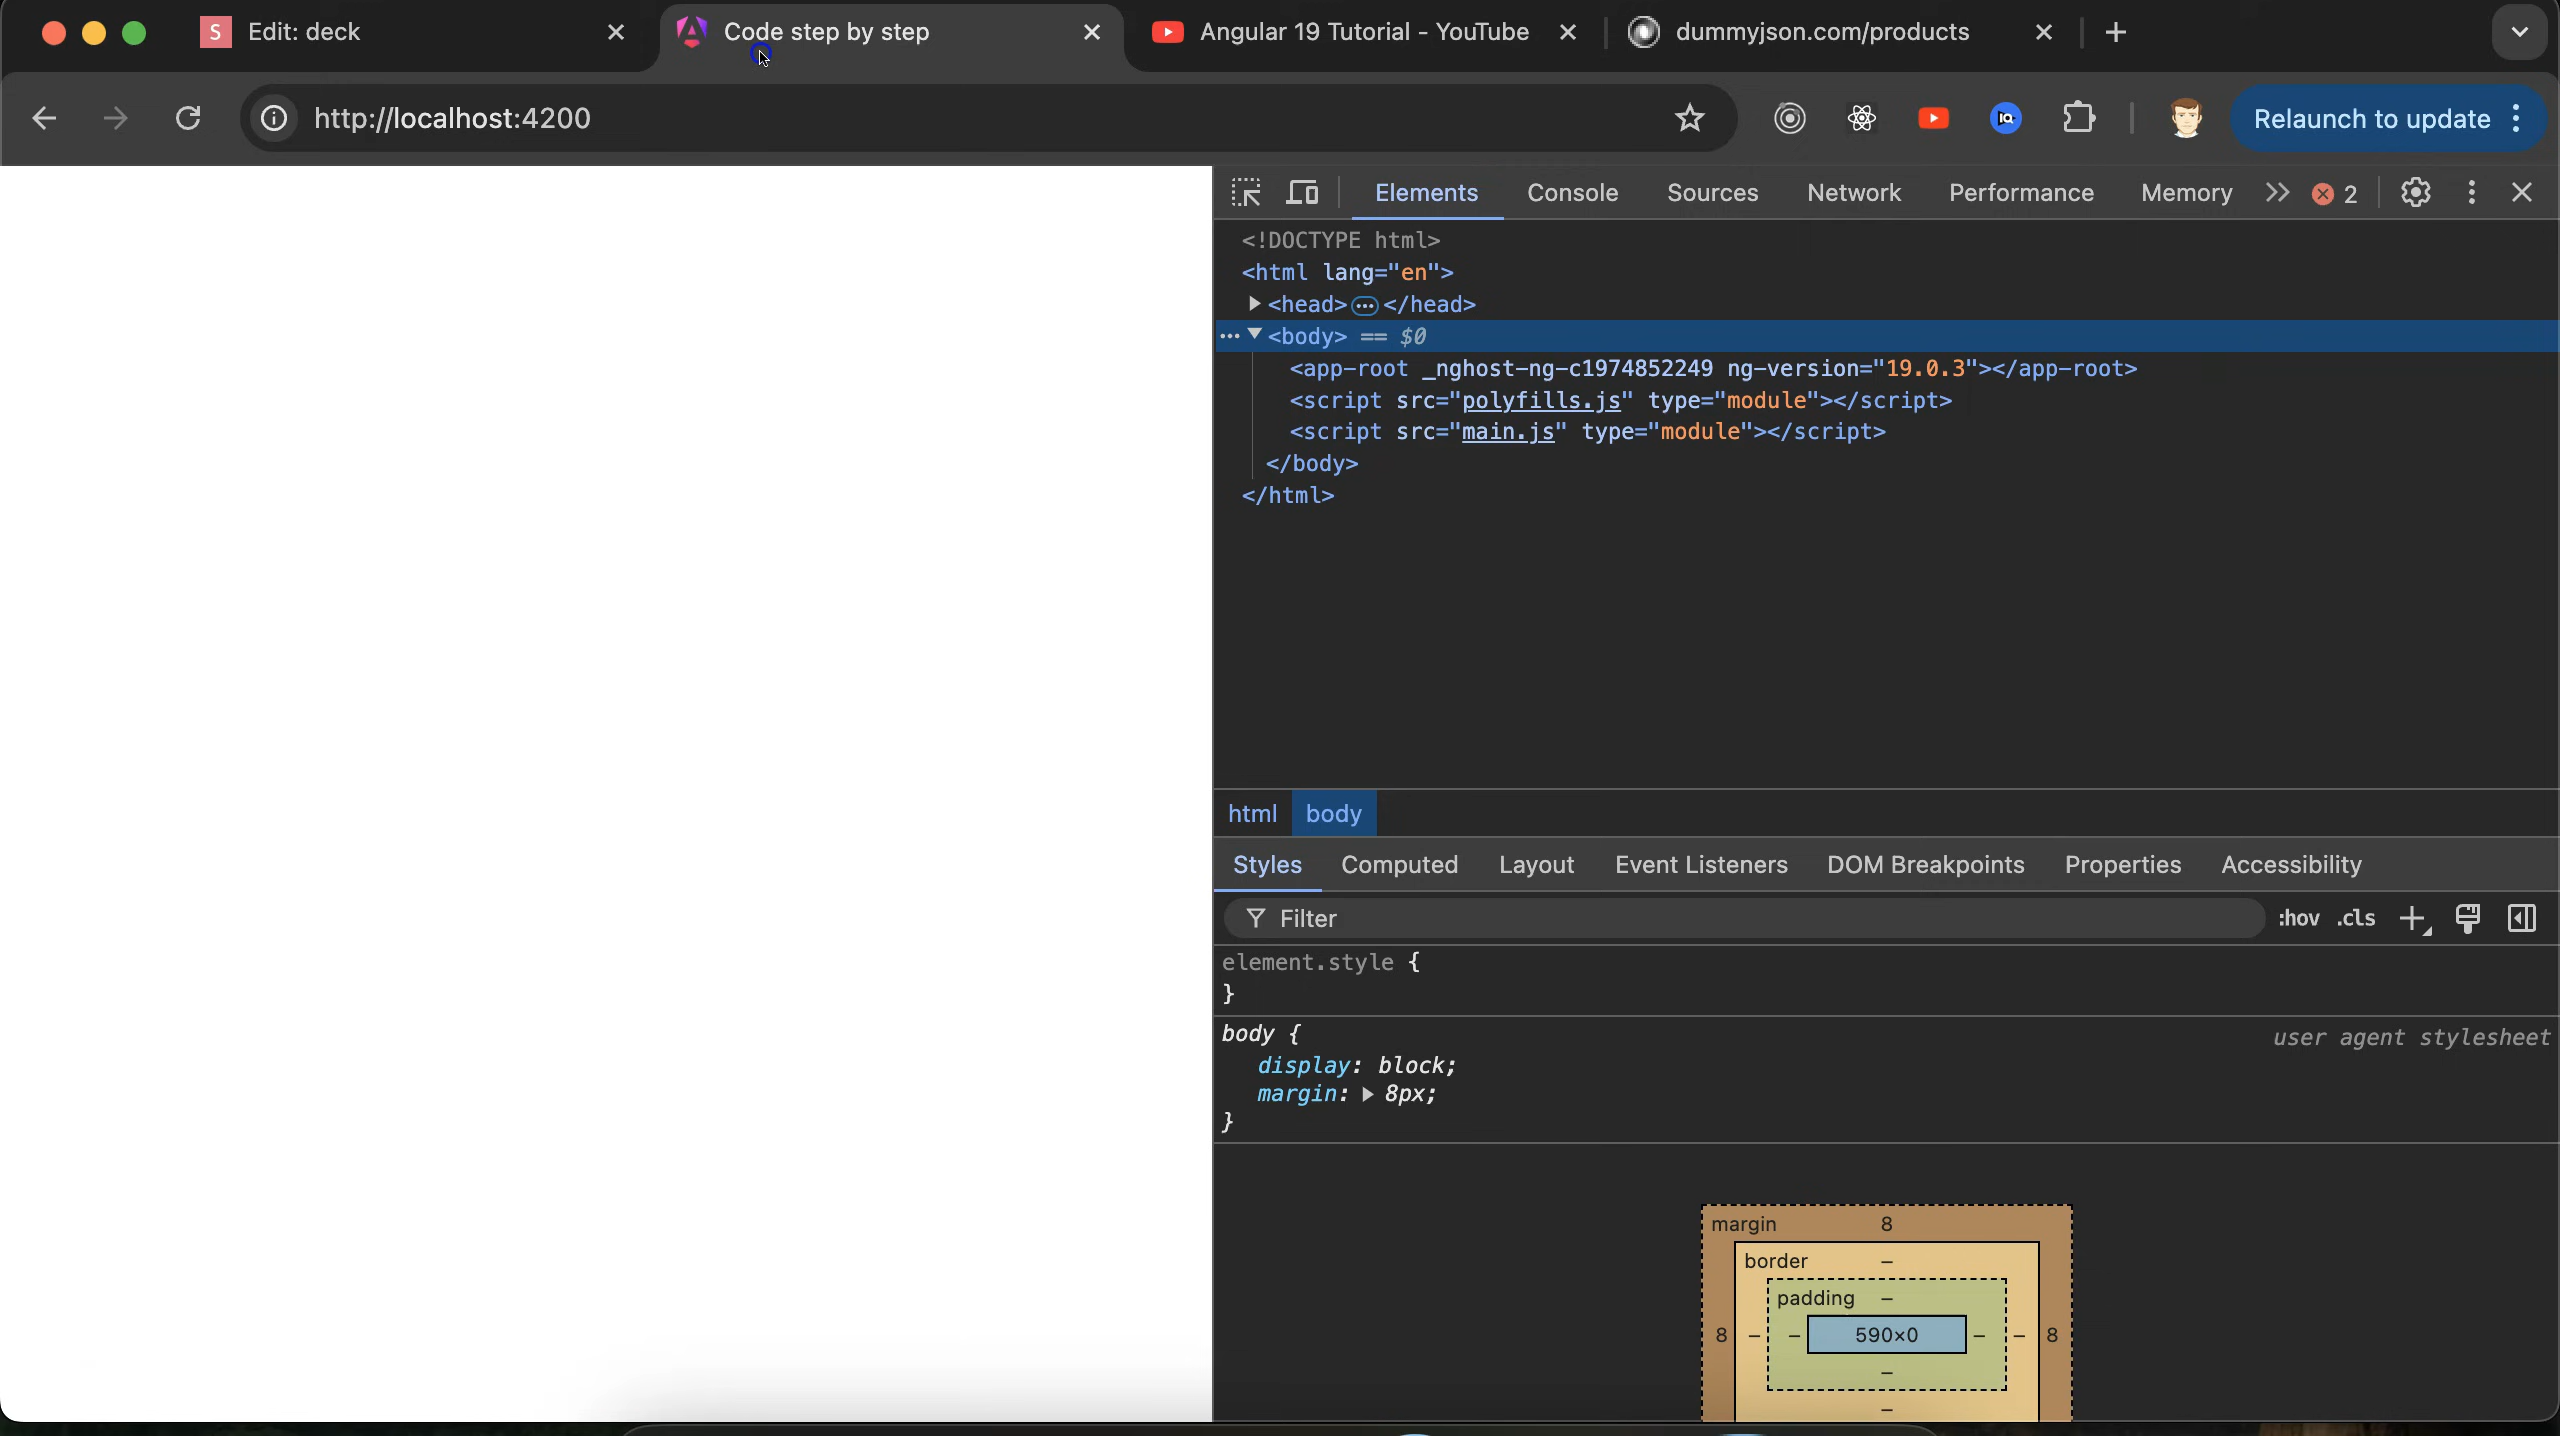 S Edit: deck
Code step by step
Angular 19 Tutorial - YouTube
dummyjson.com/products
http://localhost:4200
IQ
Relaunch to update
Elements Console Sources Network Performance Memory 2
<!DOCTYPE html>
<html lang="en">
<head> </head>
<body> == $0
<app-root _nghost-ng-c1974852249 ng-version="19.0.3"></app-root>
<script src="polyfills.js" type="module"></script>
<script src="main.js" type="module"></script>
</body>
</html>
html body
Styles Computed Layout Event Listeners DOM Breakpoints Properties Accessibility
Filter :hov .cls
element.style {
}
body { user agent stylesheet
display: block;
margin: 8px;
}
margin 8
border –
padding –
8 – – 590×0 – – 8
–
–